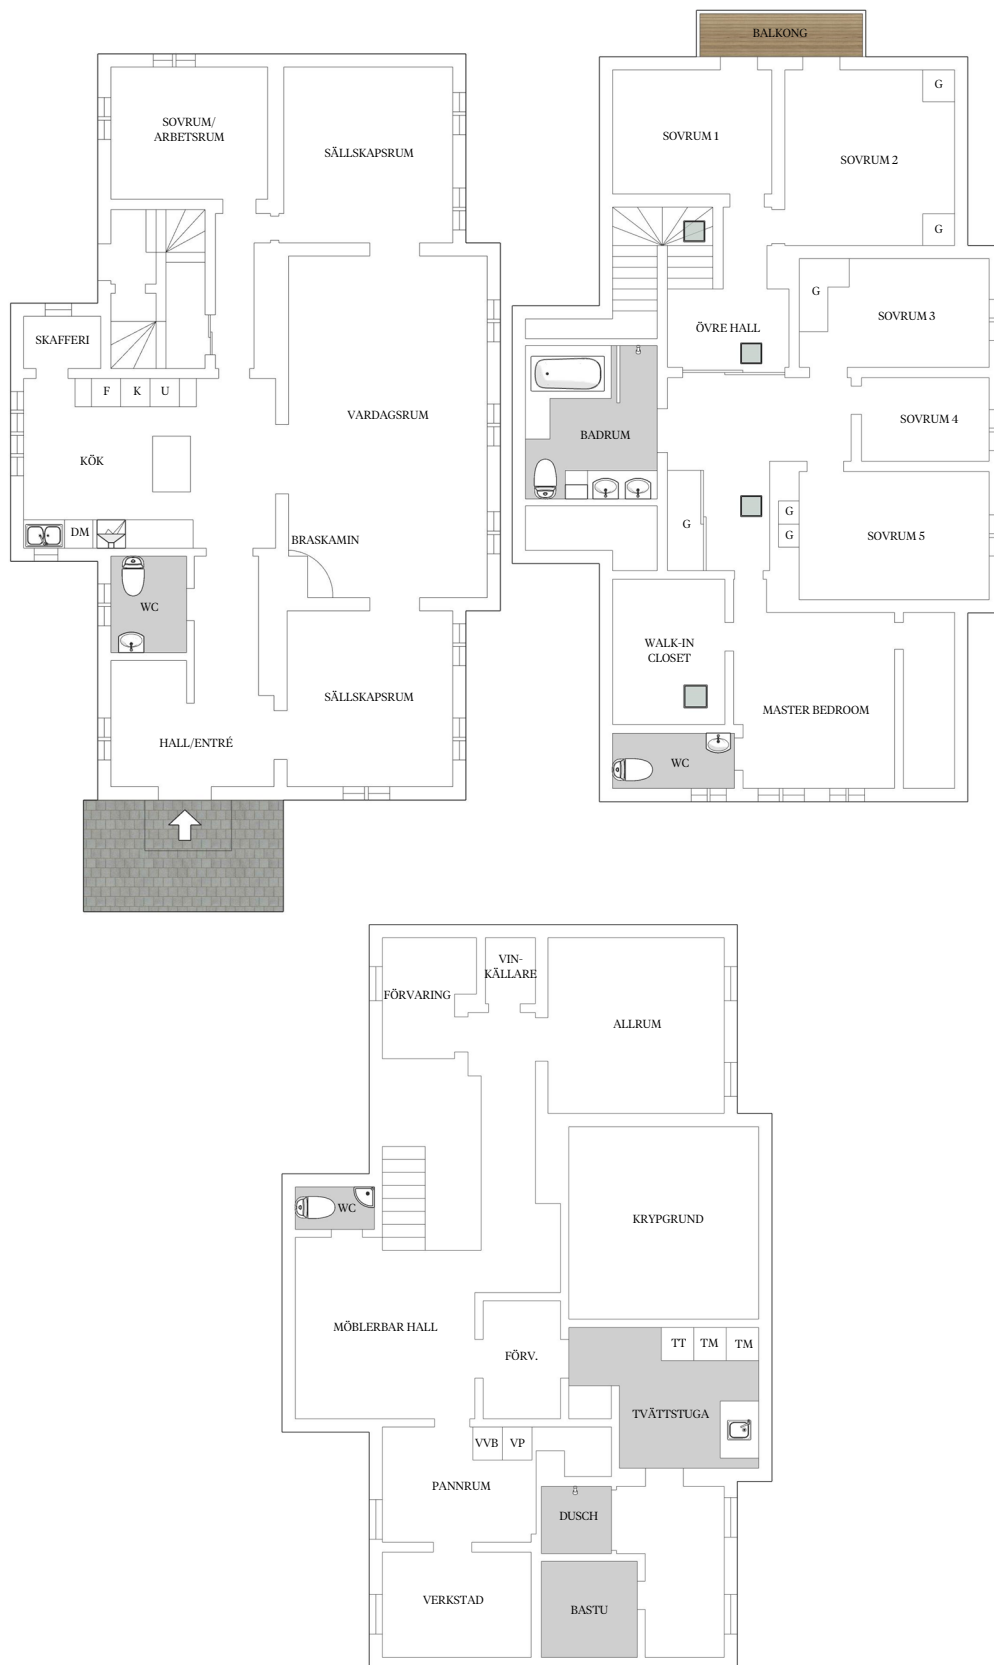 SOVRUM/
ARBETSRUM
SÄLLSKAPSRUM
SKAFFERI
F K U
KÖK
VARDAGSRUM
DM
BRASKAMIN
WC
SÄLLSKAPSRUM
HALL/ENTRÉ
BALKONG
G
SOVRUM 1
SOVRUM 2
G
G
SOVRUM 3
ÖVRE HALL
SOVRUM 4
BADRUM
G
G
G
SOVRUM 5
WALK-IN
CLOSET
MASTER BEDROOM
WC
VIN-
KÄLLARE
FÖRVARING
ALLRUM
WC
KRYPGRUND
MÖBLERBAR HALL
FÖRV.
TT TM TM
TVÄTTSTUGA
VVB VP
PANNRUM
DUSCH
VERKSTAD
BASTU